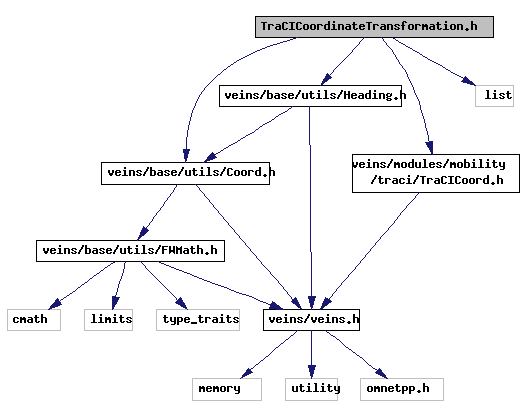 TraCICoordinateTransformation.h
veins/base/utils/Heading.h
list
veins/base/utils/Coord.h
veins/modules/mobility
/traci/TraCICoord.h
veins/base/utils/FWMath.h
cmath
limits
type_traits
veins/veins.h
memory
utility
omnetpp.h